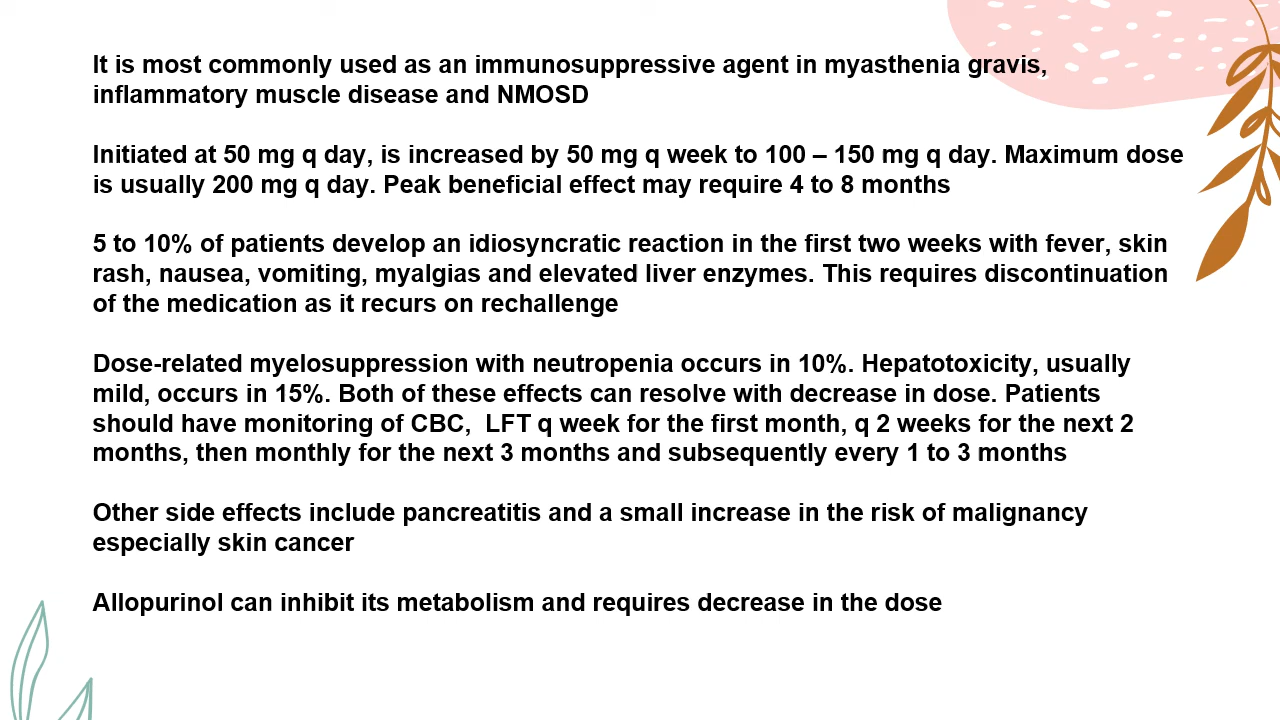 It is most commonly used as an immunosuppressive agent in myasthenia gravis,
inflammatory muscle disease and NMOSD
Initiated at 50 mg q day, is increased by 50 mg q week to 100 – 150 mg q day. Maximum dose
is usually 200 mg q day. Peak beneficial effect may require 4 to 8 months
5 to 10% of patients develop an idiosyncratic reaction in the first two weeks with fever, skin
rash, nausea, vomiting, myalgias and elevated liver enzymes. This requires discontinuation
of the medication as it recurs on rechallenge
Dose-related myelosuppression with neutropenia occurs in 10%. Hepatotoxicity, usually
mild, occurs in 15%. Both of these effects can resolve with decrease in dose. Patients
should have monitoring of CBC,  LFT q week for the first month, q 2 weeks for the next 2
months, then monthly for the next 3 months and subsequently every 1 to 3 months
Other side effects include pancreatitis and a small increase in the risk of malignancy
especially skin cancer
Allopurinol can inhibit its metabolism and requires decrease in the dose